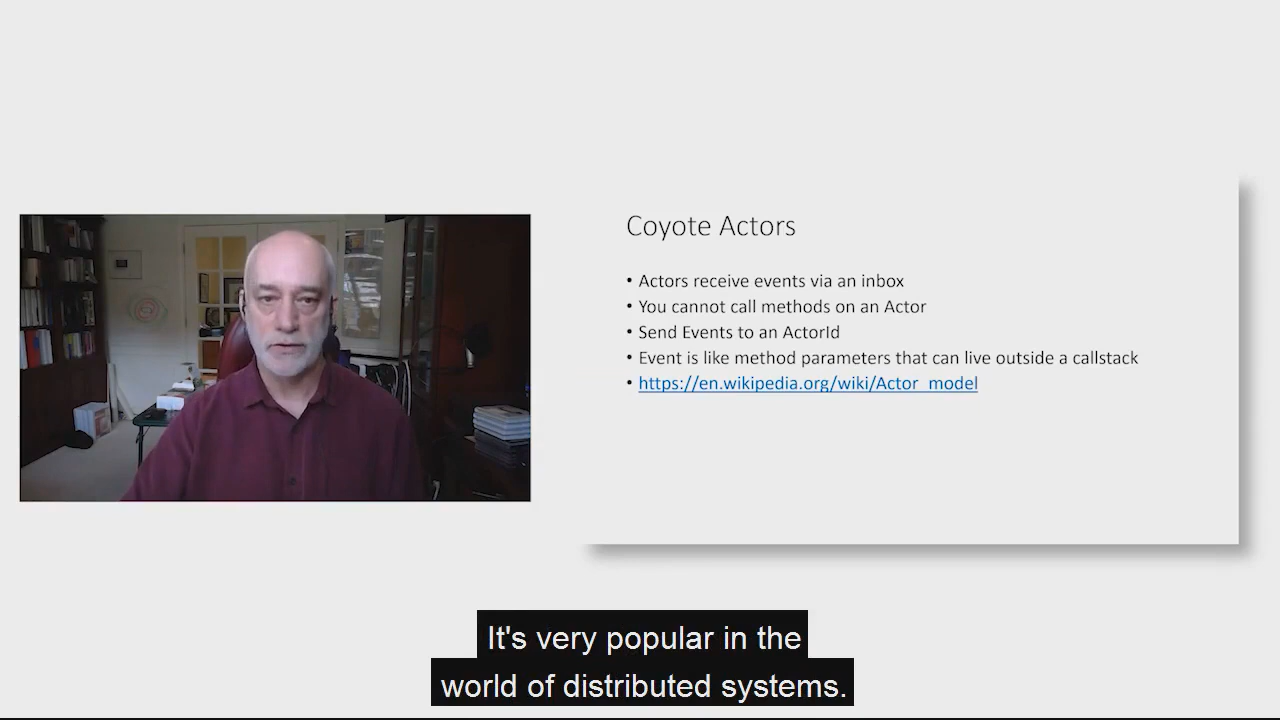 Coyote Actors
• Actors receive events via an inbox
• You cannot call methods on an Actor
• Send Events to an ActorId
• Event is like method parameters that can live outside a callstack
• https://en.wikipedia.org/wiki/Actor_model
It's very popular in the
world of distributed systems.